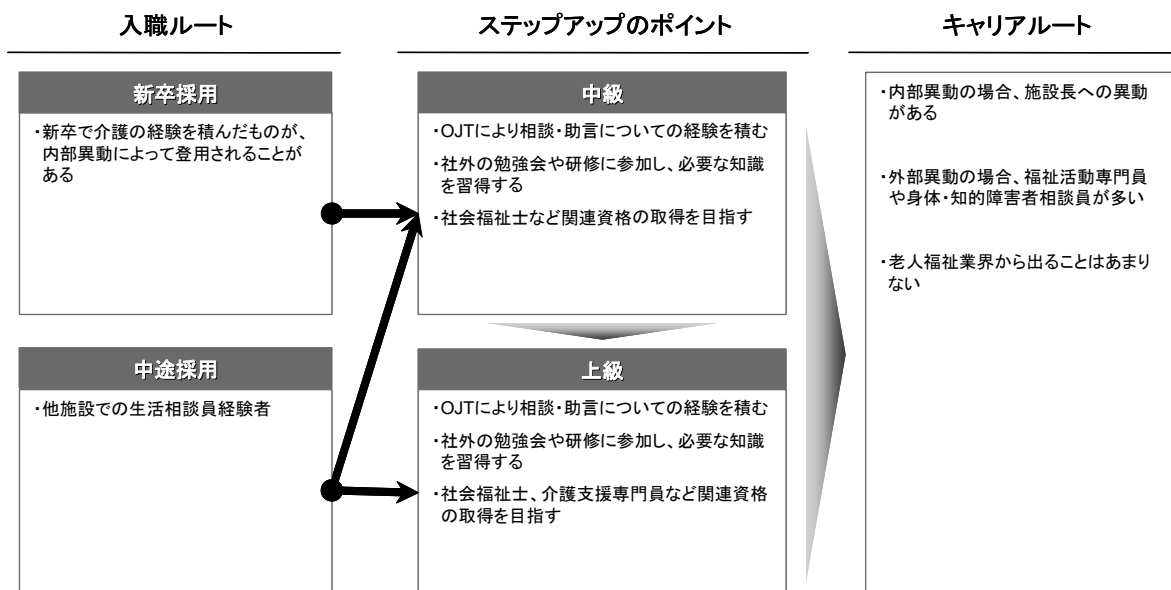 入職ルート
新卒採用
・新卒で介護の経験を積んだものが、
内部異動によって登用されることが
ある
中途採用
・他施設での生活相談員経験者
ステップアップのポイント
中級
・OJTにより相談・助言についての経験を積む
・社外の勉強会や研修に参加し、必要な知識
を習得する
・社会福祉士など関連資格の取得を目指す
上級
・OJTにより相談・助言についての経験を積む
・社外の勉強会や研修に参加し、必要な知識
を習得する
・社会福祉士、介護支援専門員など関連資格
の取得を目指す
キャリアルート
・内部異動の場合、施設長への異動
がある
・外部異動の場合、福祉活動専門員
や身体・知的障害者相談員が多い
・老人福祉業界から出ることはあまり
ない